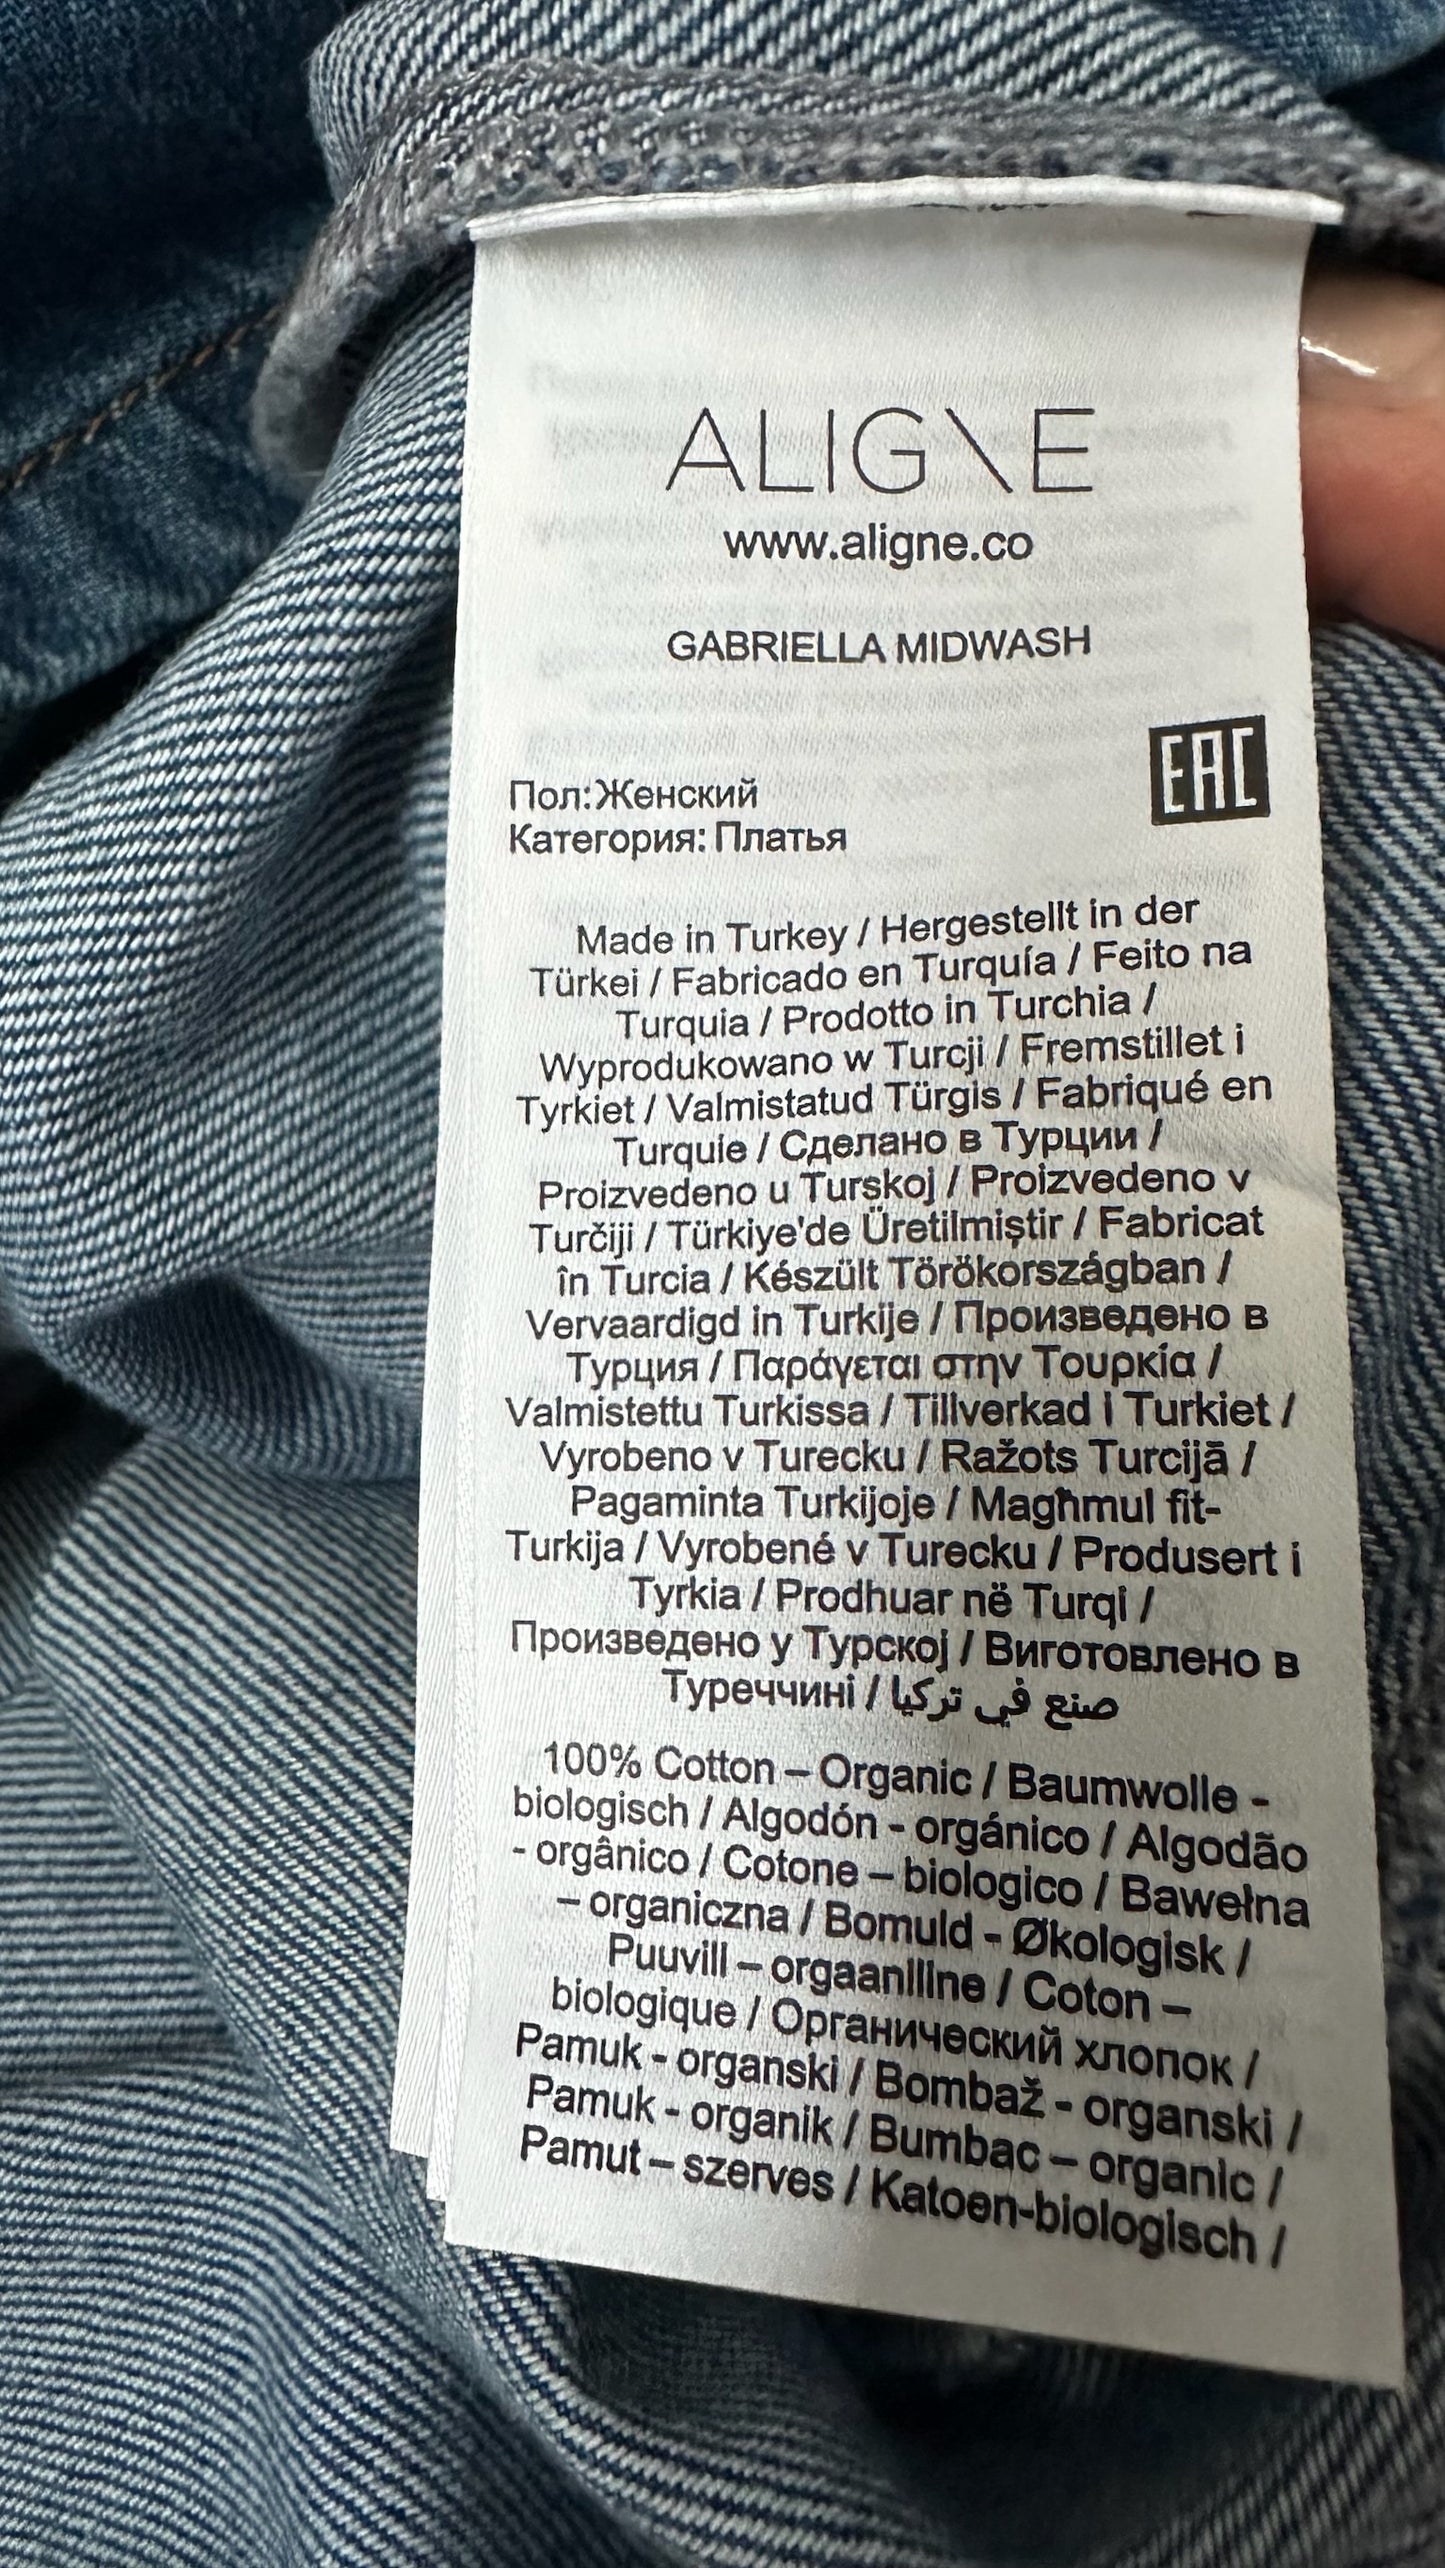 ALIGNE
www.aligne.co
GABRIELLA MIDWASH
EAC
Пол:Женский
Категория: Платья
Made in Turkey / Hergestellt in der
Türkei / Fabricado en Turquía / Feito na
Turquia / Prodotto in Turchia /
Wyprodukowano w Turcji / Fremstillet i
Tyrkiet / Valmistatud Türgis / Fabriqué en
Turquie / Сделано в Турции /
Proizvedeno u Turskoj / Proizvedeno v
Turčiji / Türkiye'de Üretilmiştir / Fabricat
în Turcia / Készült Törökországban /
Vervaardigd in Turkije / Произведено в
Турция / Παράγεται στην Τουρκία /
Valmistettu Turkissa / Tillverkad i Turkiet /
Vyrobeno v Turecku / Ražots Turcijā /
Pagaminta Turkijoje / Magħmul fit-
Turkija / Vyrobené v Turecku / Produsert i
Tyrkia / Prodhuar në Turqi /
Произведено у Турској / Виготовлено в
Туреччині / صنع في تركيا
100% Cotton – Organic / Baumwolle -
biologisch / Algodón - orgánico / Algodão
- orgânico / Cotone – biologico / Bawełna
– organiczna / Bomuld - Økologisk /
Puuvill – orgaaniline / Coton –
biologique / Органический хлопок /
Pamuk - organski / Bombaž - organski /
Pamuk - organik / Bumbac – organic /
Pamut – szerves / Katoen-biologisch /